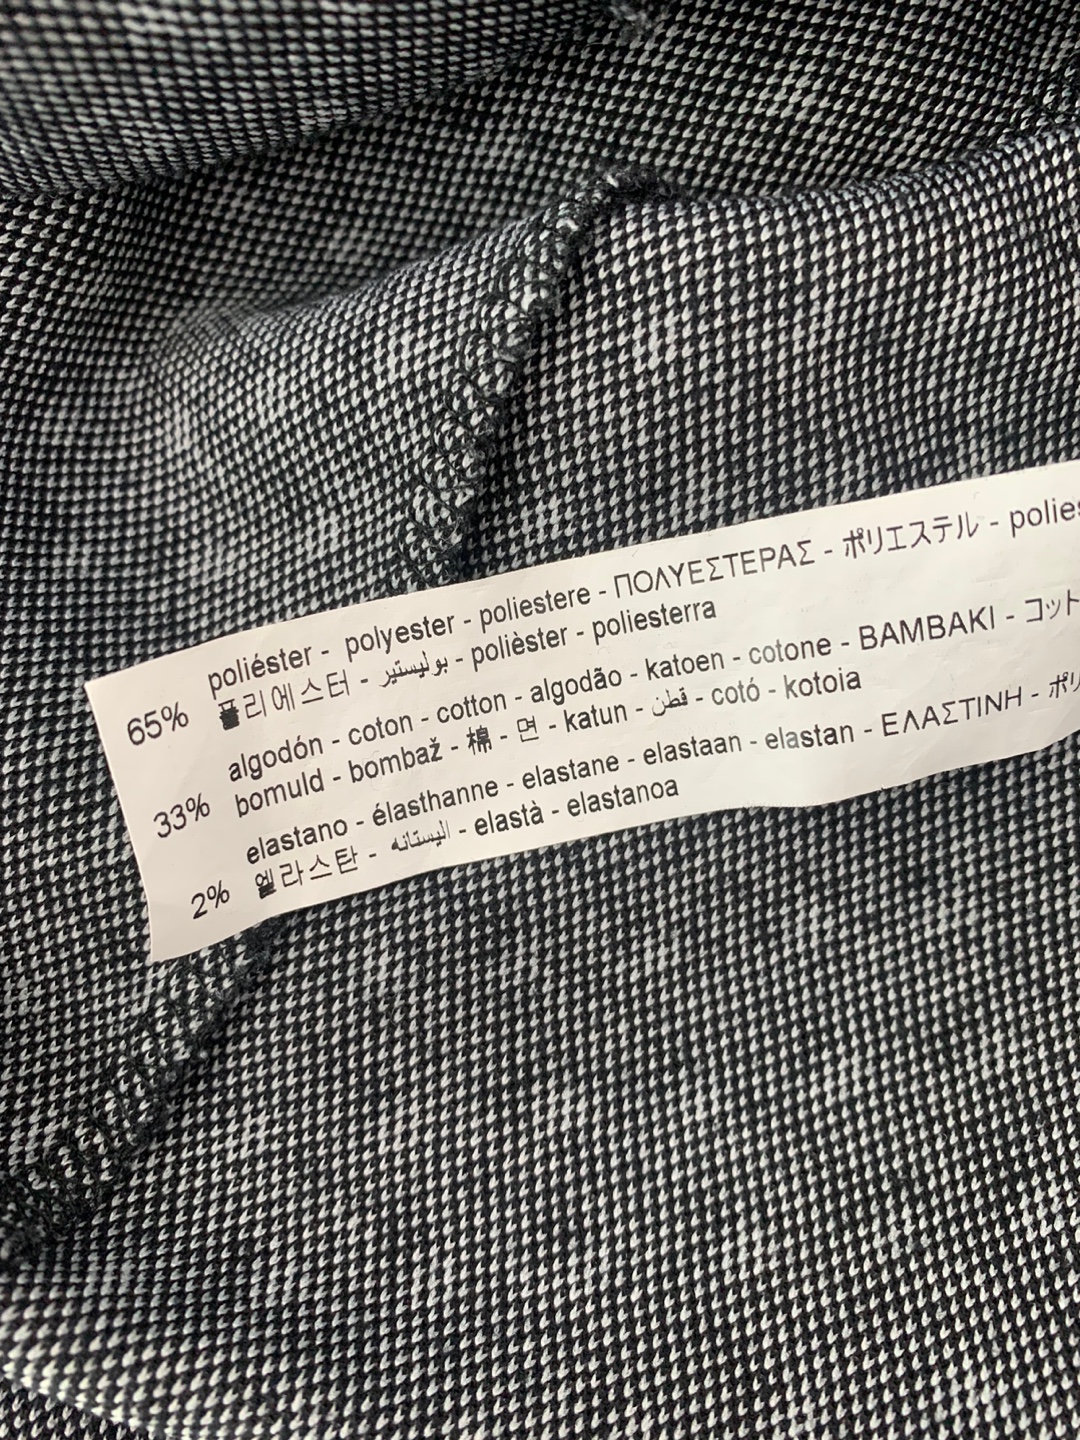 65% poliéster - polyester - poliestere - ΠΟΛΥΕΣΤΕΡΑΣ - ポリエステル - polies
폴리에스터 - بوليستير - polièster - poliesterra
33% algodón - coton - cotton - algodão - katoen - cotone - BAMBAKI - コット
bomuld - bombaž - 棉 - 면 - katun - قطن - cotó - kotoia
2% elastano - élasthanne - elastane - elastaan - elastan - ΕΛΑΣΤΙΝΗ - ポリ
엘라스탄 - اليستانه - elastà - elastanoa